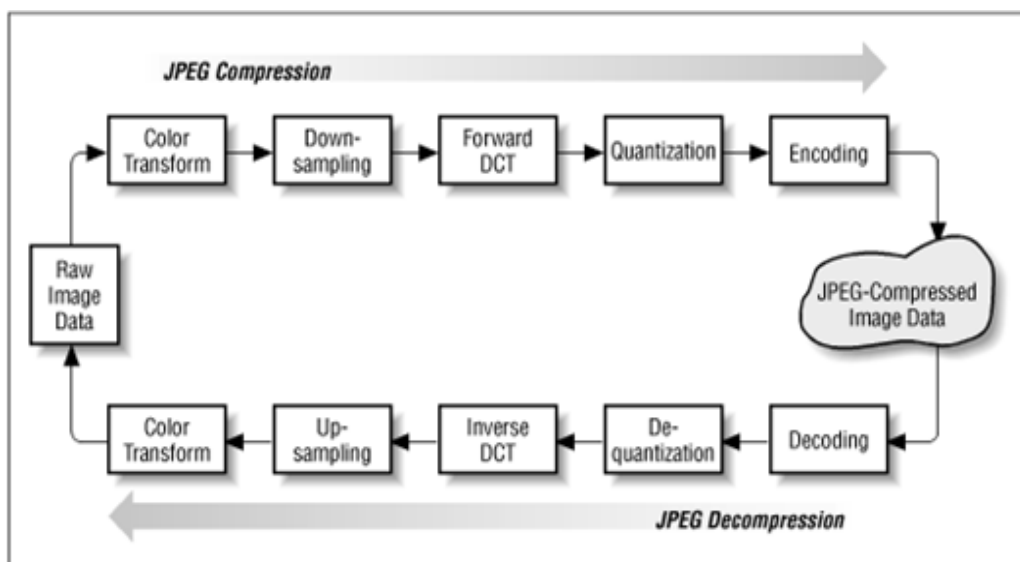 JPEG Compression
Color
Transform
Down-
sampling
Forward
DCT
Quantization
Encoding
Raw
Image
Data
JPEG-Compressed
Image Data
Color
Transform
Up-
sampling
Inverse
DCT
De-
quantization
Decoding
JPEG Decompression